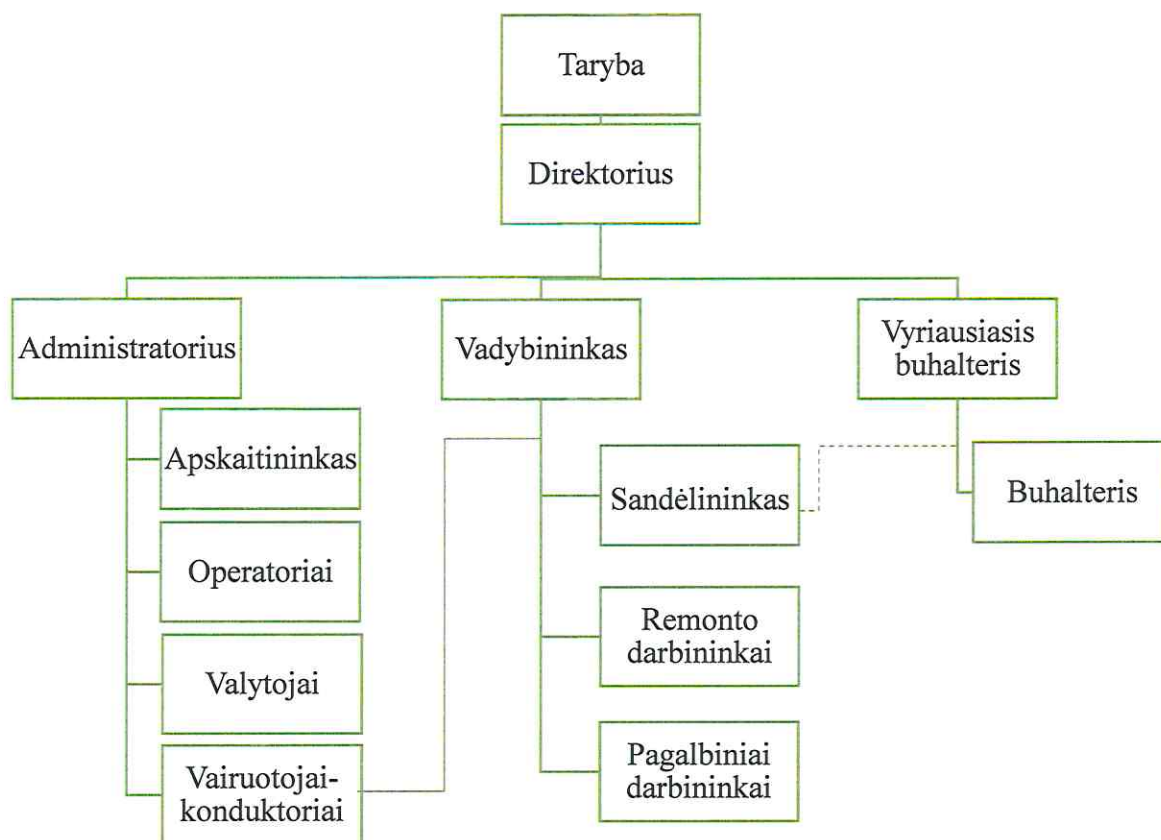 Taryba
Direktorius
Administratorius
Vadybininkas
Vyriausiasis
buhalteris
Apskaitininkas
Operatoriai
Valytojai
Vairuotojai-
konduktoriai
Sandėlininkas
Remonto
darbininkai
Pagalbiniai
darbininkai
Buhalteris